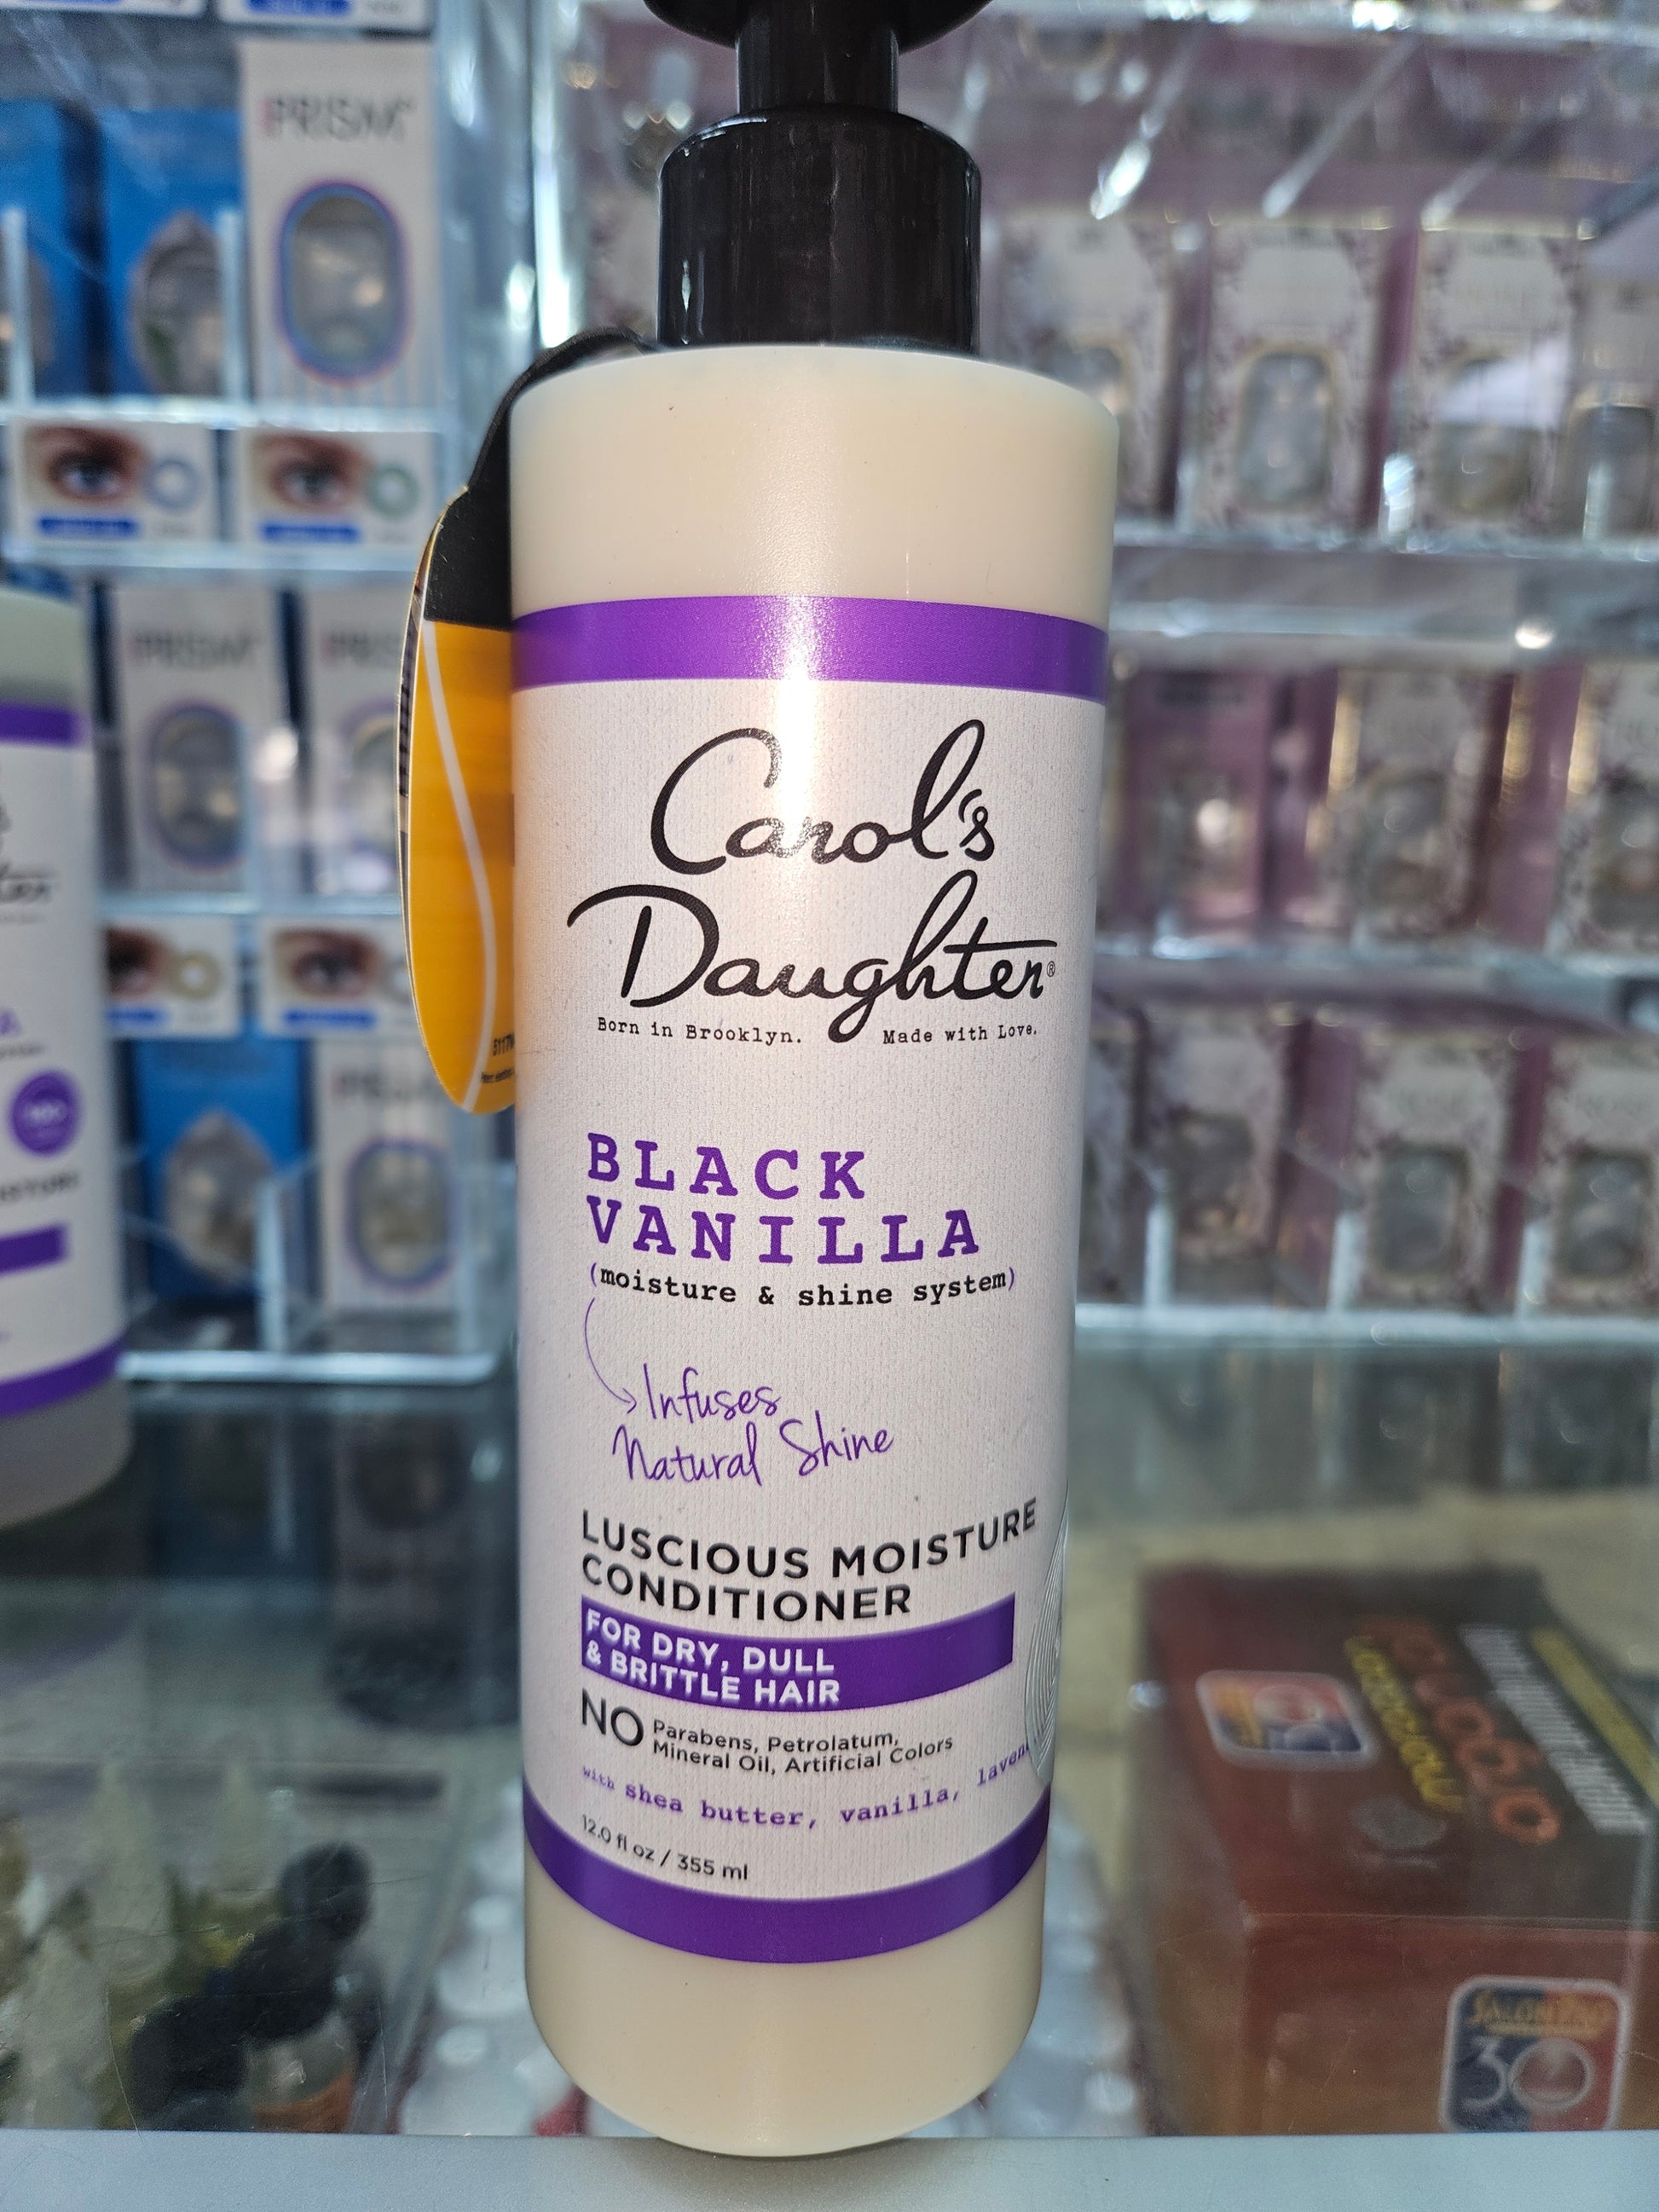 PRISM
PRISM
Carol's
Daughter®
Born in Brooklyn. Made with Love.
BLACK
VANILLA
(moisture & shine system)
Infuses
Natural Shine
LUSCIOUS MOISTURE
CONDITIONER
FOR DRY, DULL
& BRITTLE HAIR
NO Parabens, Petrolatum,
Mineral Oil, Artificial Colors
with shea butter, vanilla,
12.0 fl oz / 355 ml
30